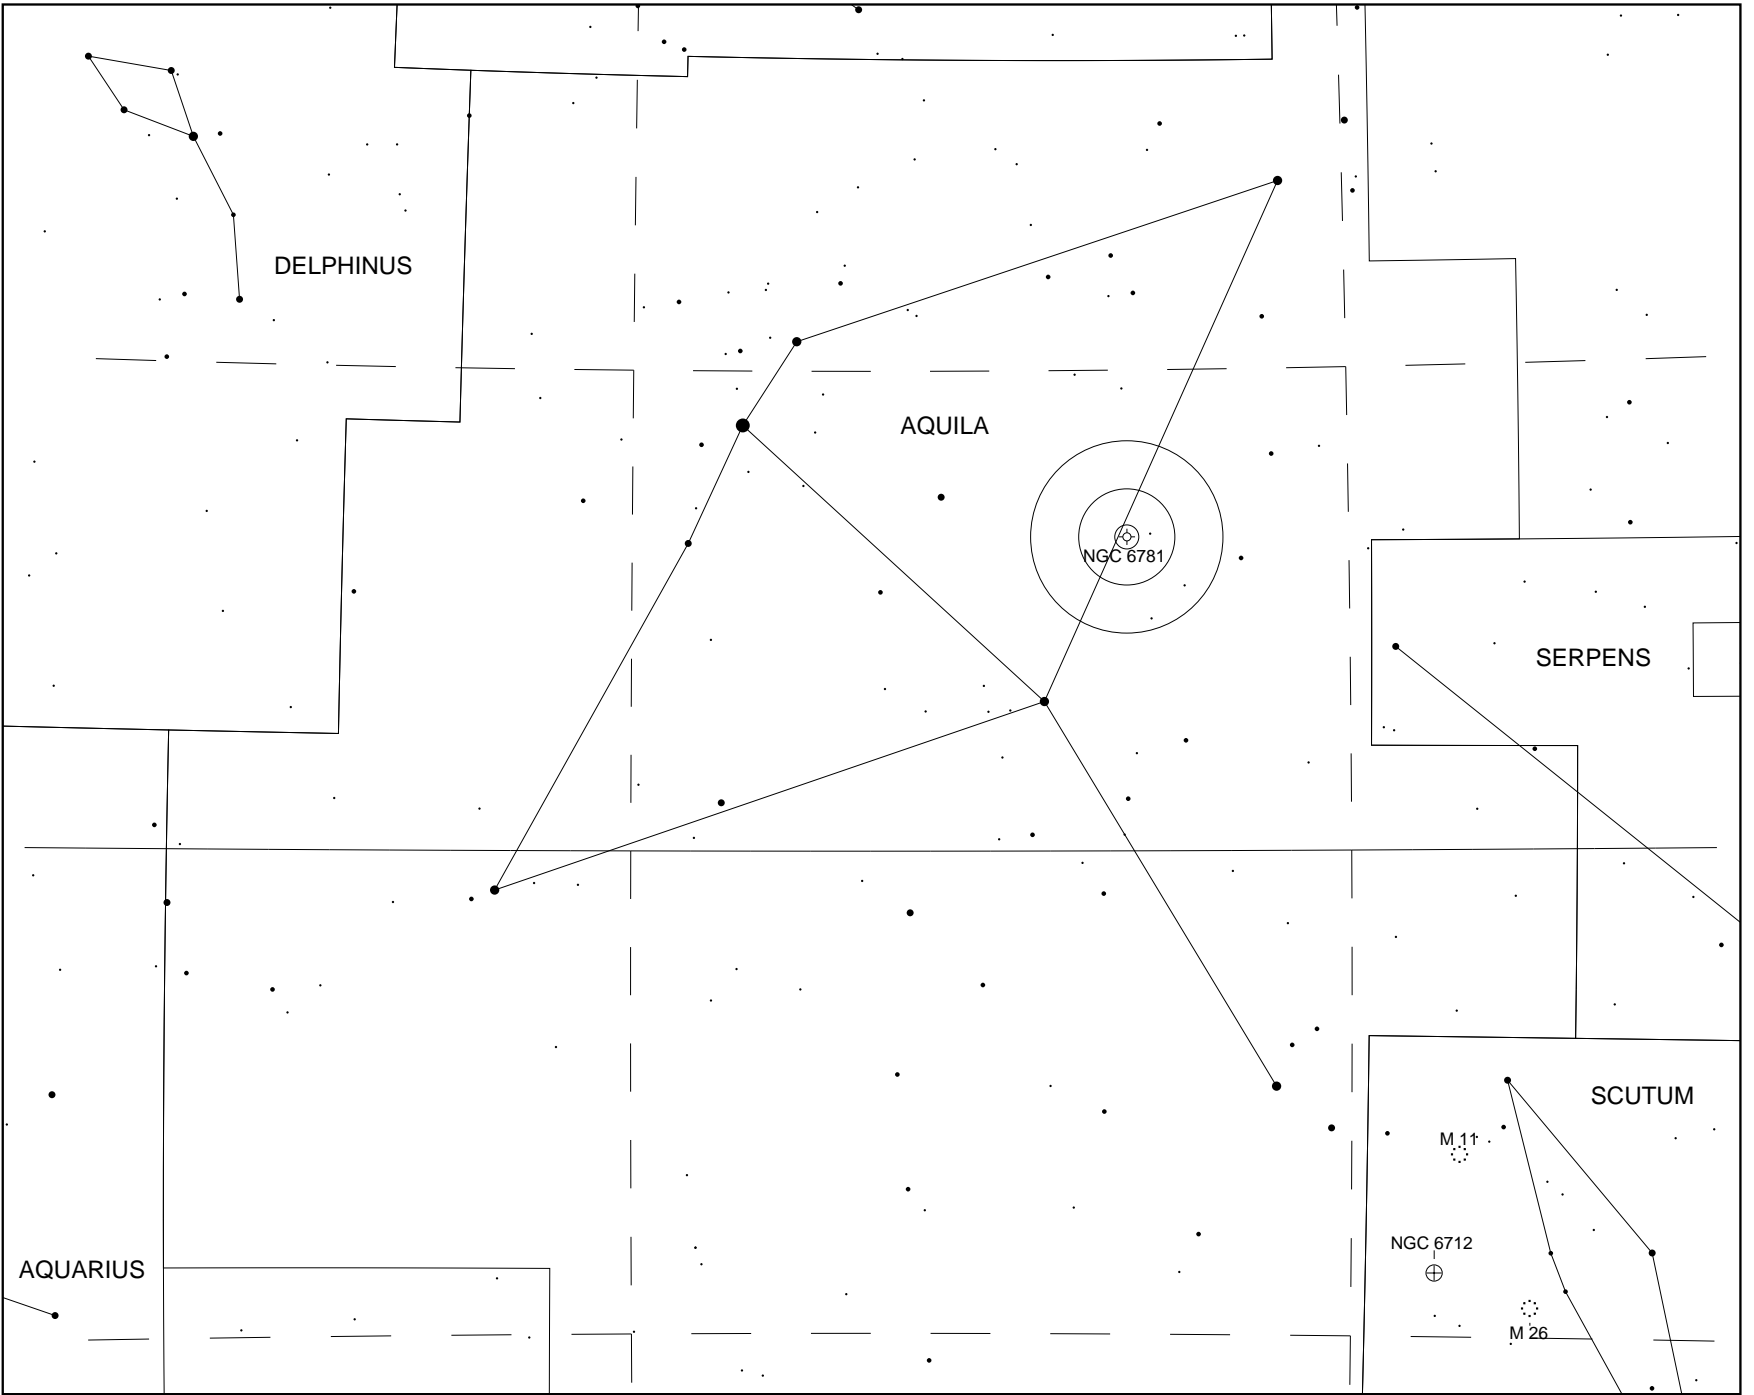 DELPHINUS
AQUILA
NGC 6781
SERPENS
SCUTUM
M 11
NGC 6712
AQUARIUS
M 26